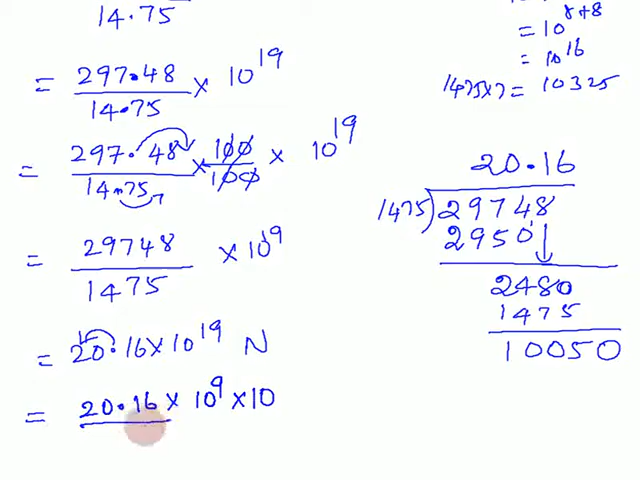 14.75
= 297.48 / 14.75 × 10^19
= 297.48 / 14.75 × 100 / 100 × 10^19
= 29748 / 1475 × 10^19
= 20.16 × 10^19 N
= 20.16 × 10^9 × 10
= 10^8+8
= 10^16
1475×7 = 10325
20.16
1475) 29748
2950
2480
1475
10050